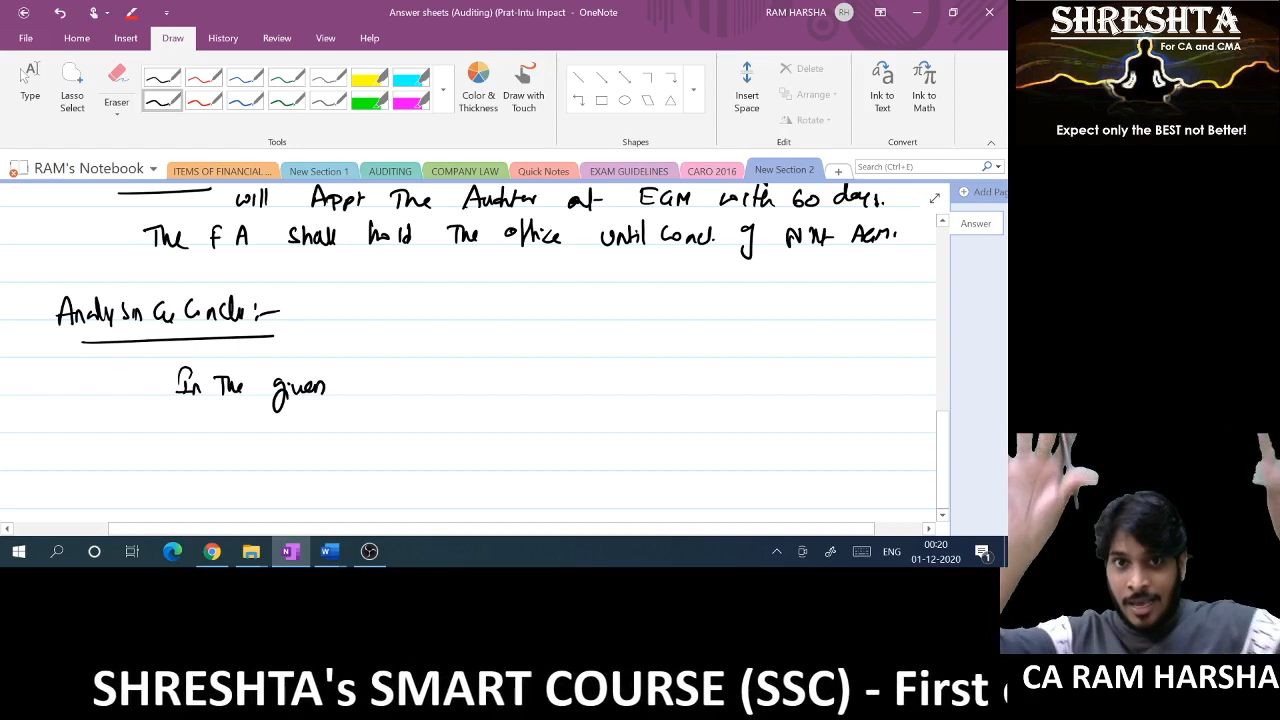 Answer sheets (Auditing) (Prat-Intu Impact - OneNote
RAM HARSHA RH
File Home Insert Draw History Review View Help
Type
Lasso Select
Eraser
Color & Thickness
Draw with Touch
Insert Space
Delete
Arrange
Rotate
Ink to Text
Ink to Math
Tools
Shapes
Edit
Convert
RAM's Notebook
ITEMS OF FINANCIAL ...
New Section 1
AUDITING
COMPANY LAW
Quick Notes
EXAM GUIDELINES
CARO 2016
New Section 2
Search (Ctrl+E)
Add Pag
Answer
will Appt The Auditor at EGM with 60 days.
The FA shall hold The office until Concl. of Nxt AGM.
In The given
ENG
00:20
01-12-2020
1
SHRESHTA
For CA and CMA
Expect only the BEST not Better!
SHRESHTA's SMART COURSE (SSC) - First
CA RAM HARSHA